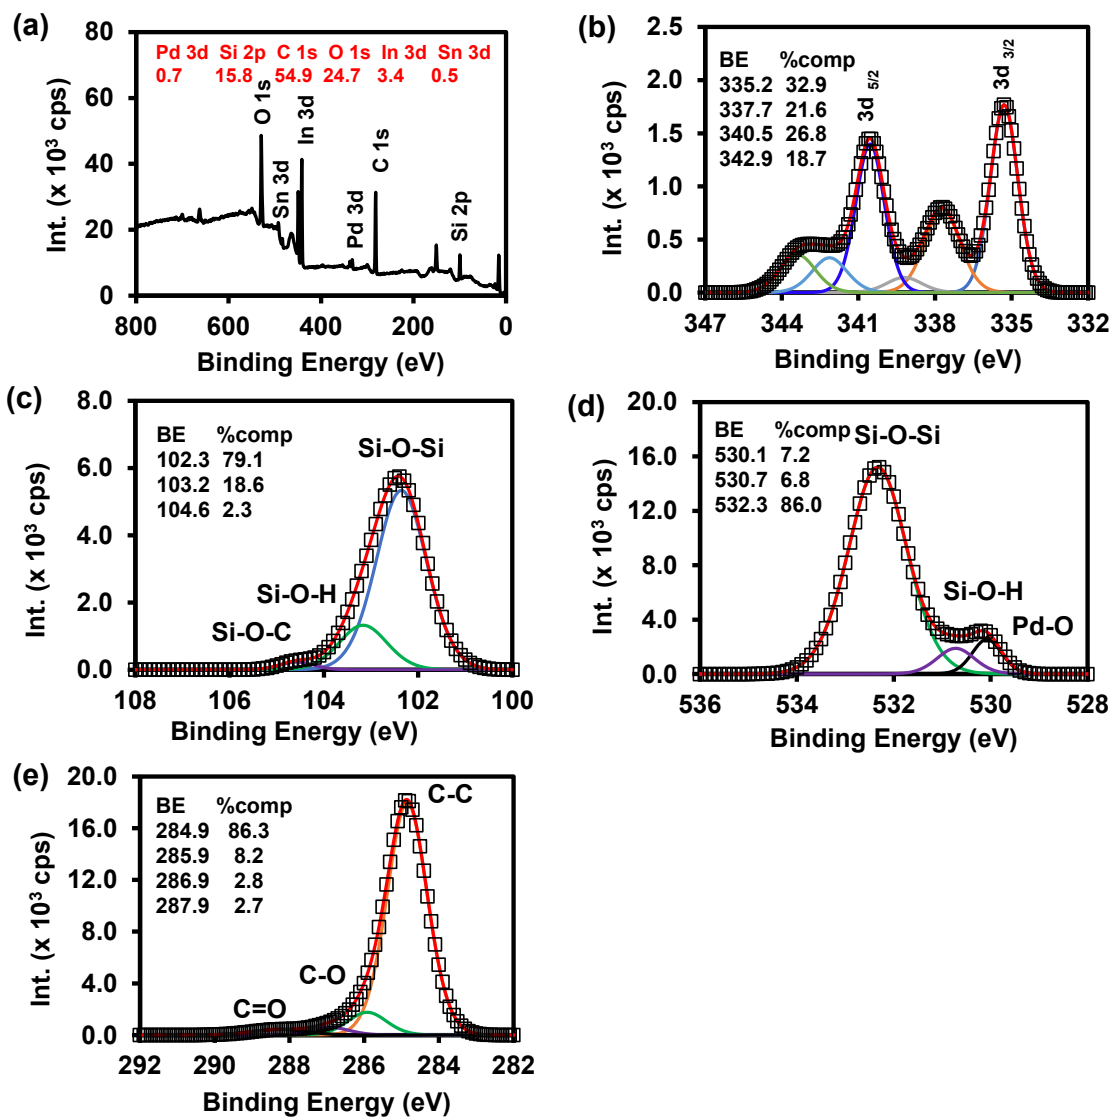 (a)
Pd 3d Si 2p C 1s O 1s In 3d Sn 3d
0.7 15.8 54.9 24.7 3.4 0.5
O 1s
Sn 3d
In 3d
Pd 3d
C 1s
Si 2p
80
60
40
20
0
800 600 400 200 0
Int. (x 10³ cps)
Binding Energy (eV)
(b)
BE %comp
335.2 32.9
337.7 21.6
340.5 26.8
342.9 18.7
3d 5/2
3d 3/2
2.5
2.0
1.5
1.0
0.5
0.0
347 344 341 338 335 332
Int. (x 10³ cps)
Binding Energy (eV)
(c)
BE %comp
102.3 79.1
103.2 18.6
104.6 2.3
Si-O-Si
Si-O-H
Si-O-C
8.0
6.0
4.0
2.0
0.0
108 106 104 102 100
Int. (x 10³ cps)
Binding Energy (eV)
(d)
BE %comp
530.1 7.2
530.7 6.8
532.3 86.0
Si-O-Si
Si-O-H
Pd-O
20.0
16.0
12.0
8.0
4.0
0.0
536 534 532 530 528
Int. (x 10³ cps)
Binding Energy (eV)
(e)
BE %comp
284.9 86.3
285.9 8.2
286.9 2.8
287.9 2.7
C-C
C-O
C=O
20.0
16.0
12.0
8.0
4.0
0.0
292 290 288 286 284 282
Int. (x 10³ cps)
Binding Energy (eV)